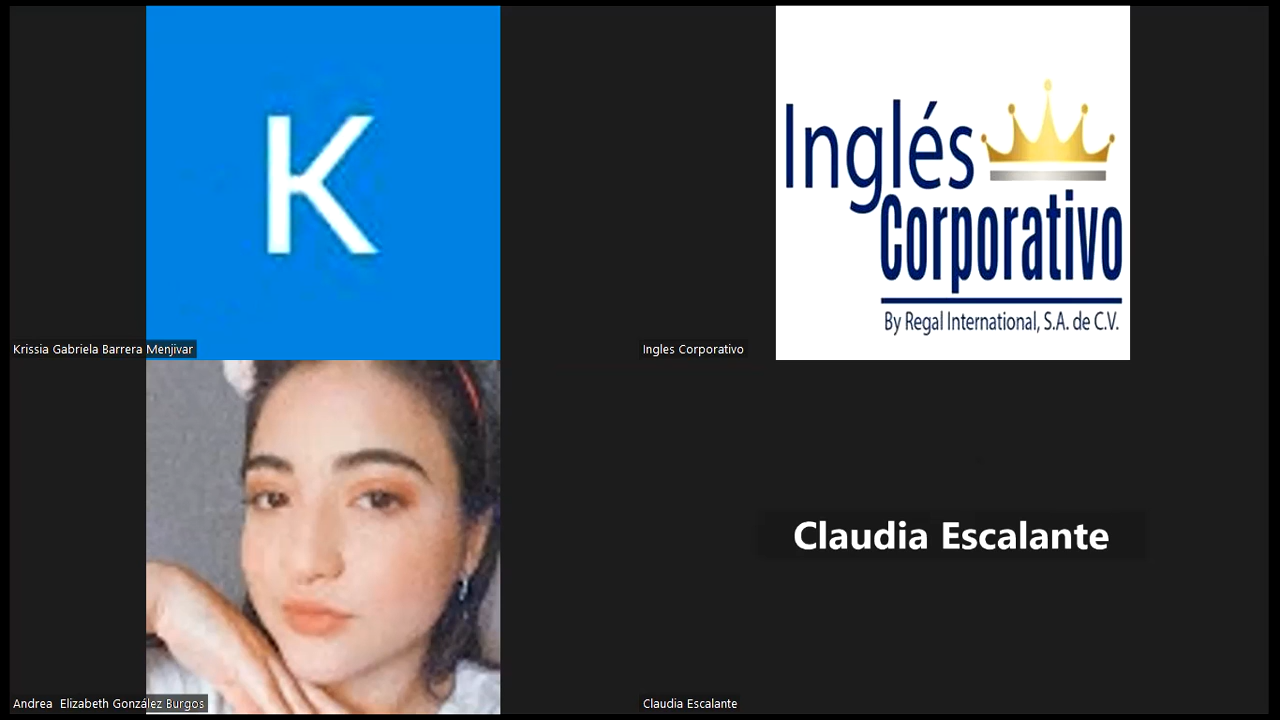 K
Krissia Gabriela Barrera Menjivar
Inglés
Corporativo
By Regal International, S.A. de C.V.
Ingles Corporativo
Andrea  Elizabeth González Burgos
Claudia Escalante
Claudia Escalante